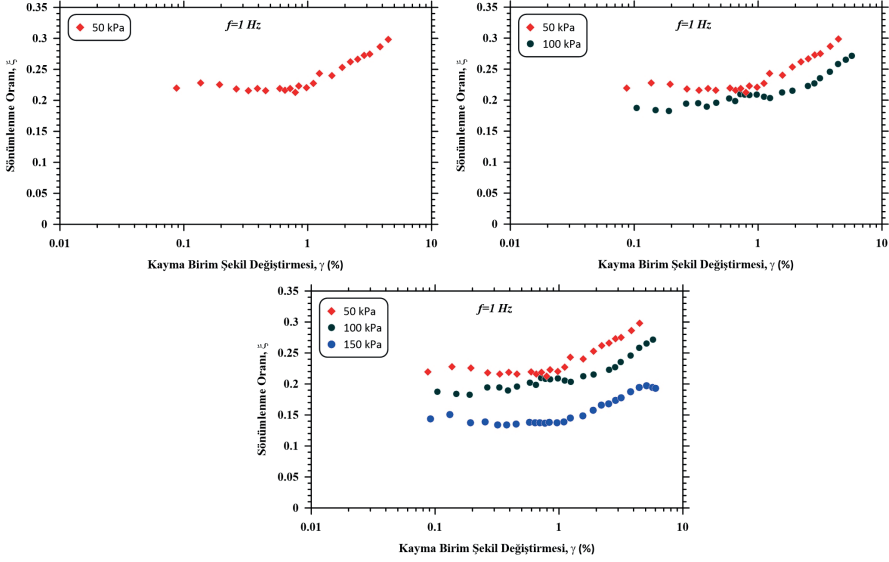 0.35
0.3
0.25
0.2
0.15
0.1
0.05
0
0.01
0.1
1
10
Sönümlenme Oranı, ξ
Kayma Birim Şekil Değiştirmesi, γ (%)
50 kPa
f=1 Hz
0.35
0.3
0.25
0.2
0.15
0.1
0.05
0
0.01
0.1
1
10
Sönümlenme Oranı, ξ
Kayma Birim Şekil Değiştirmesi, γ (%)
50 kPa
100 kPa
f=1 Hz
0.35
0.3
0.25
0.2
0.15
0.1
0.05
0
0.01
0.1
1
10
Sönümlenme Oranı, ξ
Kayma Birim Şekil Değiştirmesi, γ (%)
50 kPa
100 kPa
150 kPa
f=1 Hz